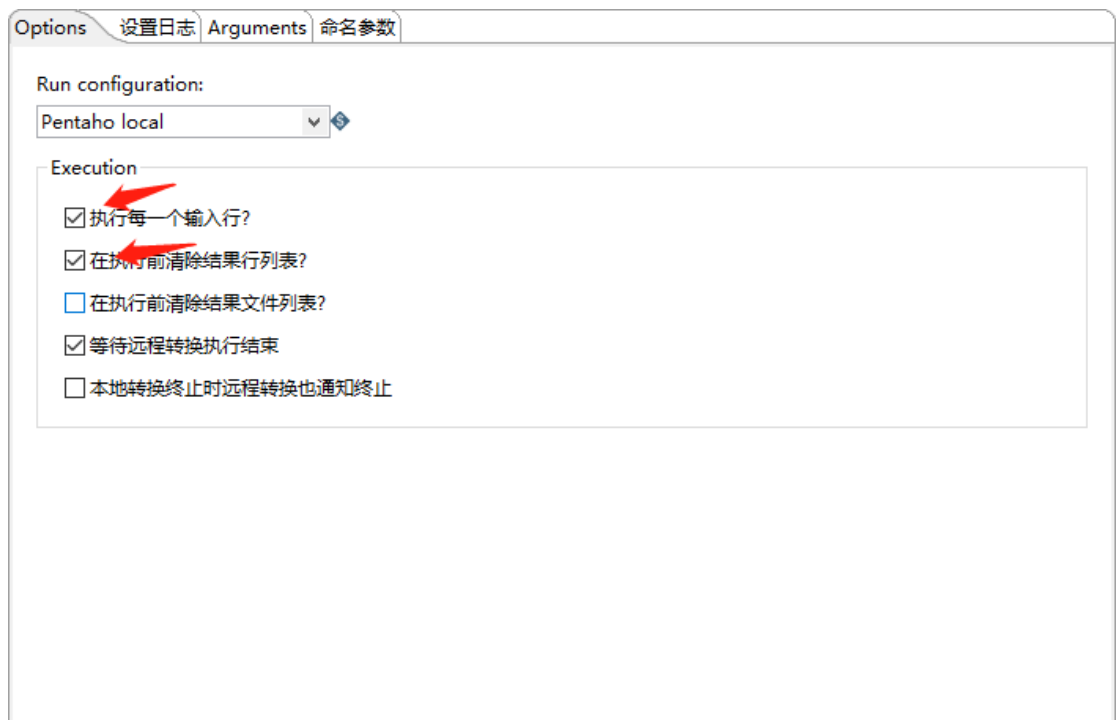 Options 设置日志 Arguments 命名参数
Run configuration:
Pentaho local
Execution
执行每一个输入行?
在执行前清除结果行列表?
在执行前清除结果文件列表?
等待远程转换执行结束
本地转换终止时远程转换也通知终止